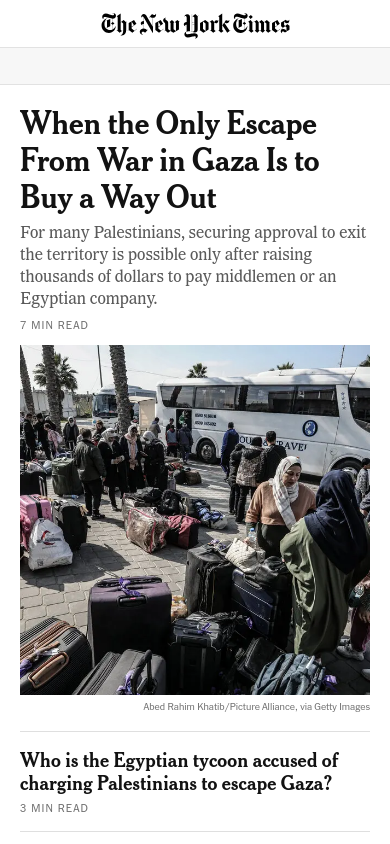 The New York Times
When the Only Escape
From War in Gaza Is to
Buy a Way Out
For many Palestinians, securing approval to exit
the territory is possible only after raising
thousands of dollars to pay middlemen or an
Egyptian company.
7 MIN READ
Abed Rahim Khatib/Picture Alliance, via Getty Images
Who is the Egyptian tycoon accused of
charging Palestinians to escape Gaza?
3 MIN READ